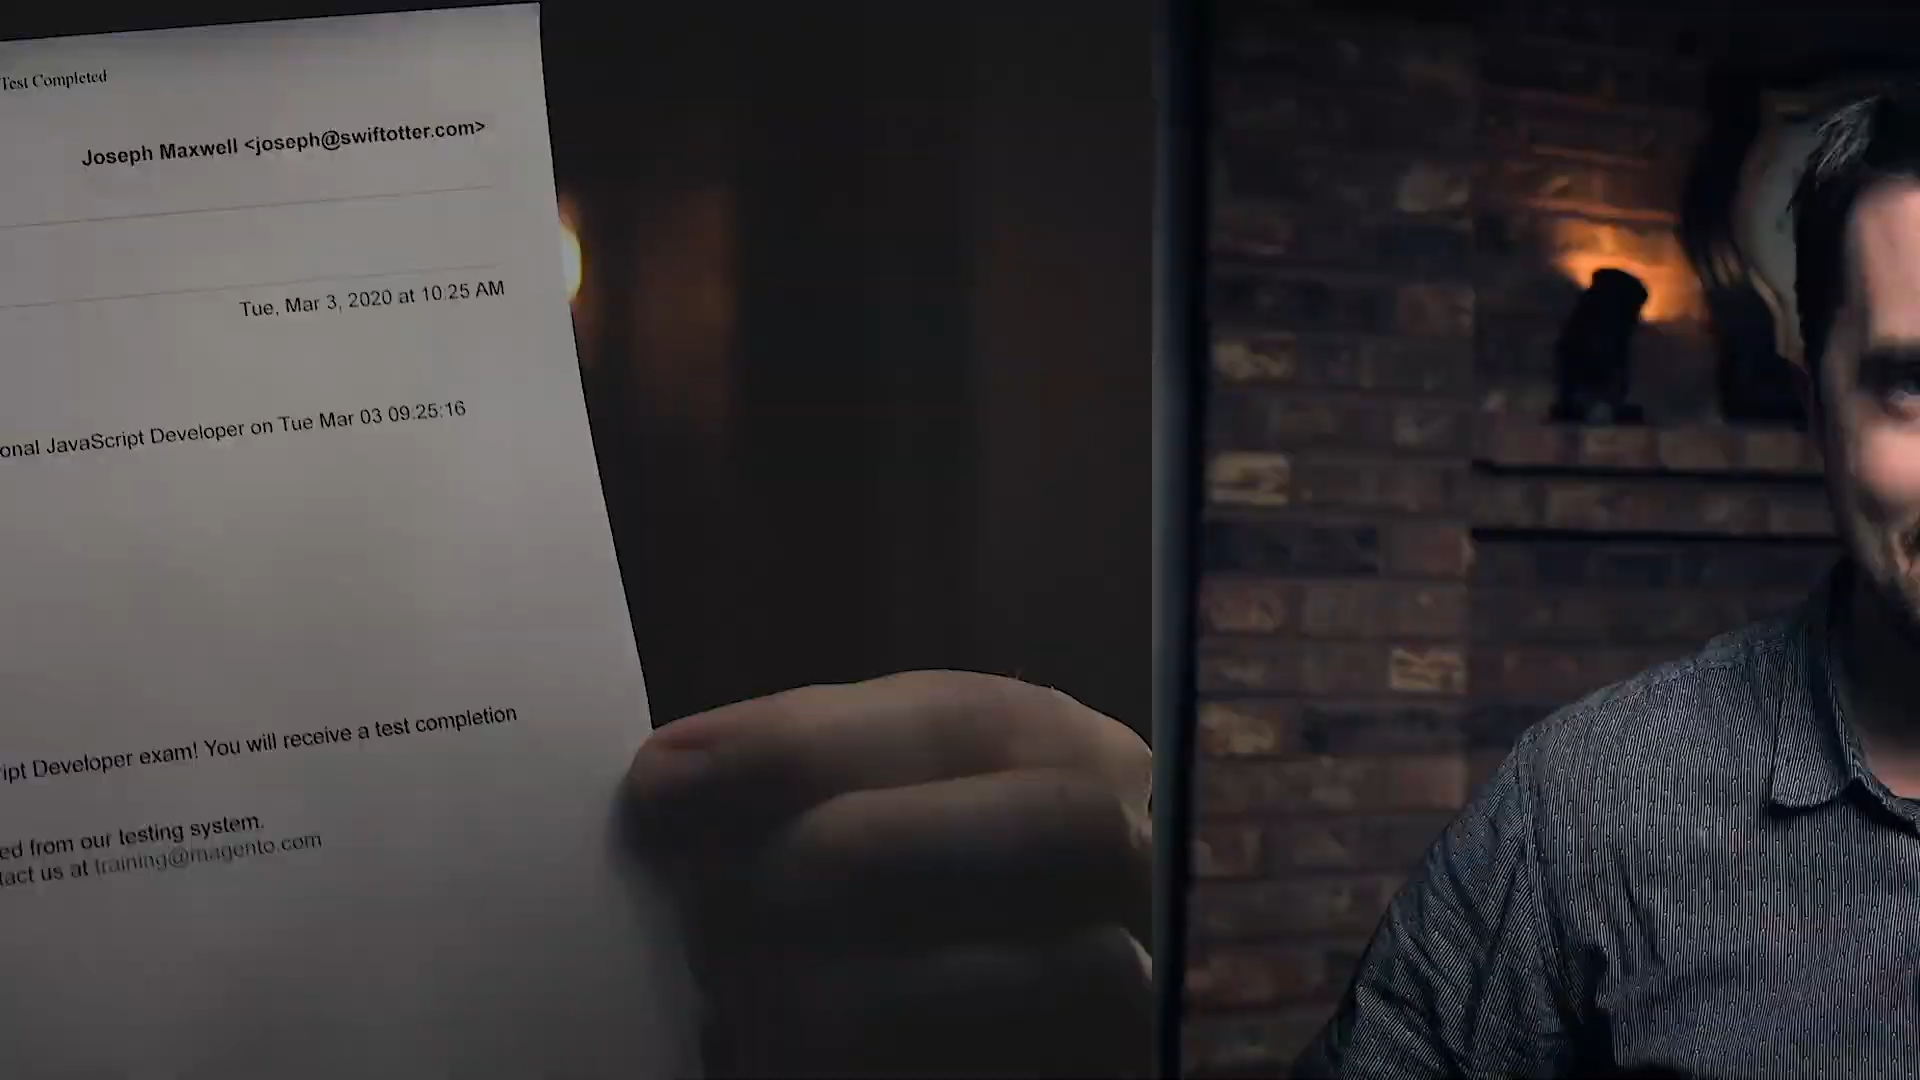 Test Completed
Joseph Maxwell <joseph@swiftotter.com>
Tue, Mar 3, 2020 at 10:25 AM
onal JavaScript Developer on Tue Mar 03 09:25:16
ipt Developer exam! You will receive a test completion
ed from our testing system.
tact us at training@magento.com